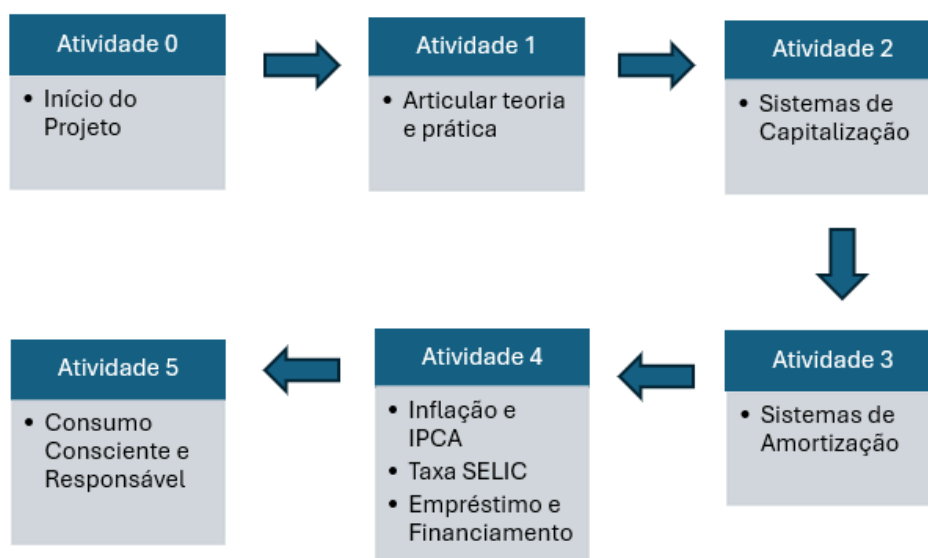 Atividade 0
• Início do
Projeto
Atividade 1
• Articular teoria
e prática
Atividade 2
• Sistemas de
Capitalização
Atividade 3
• Sistemas de
Amortização
Atividade 4
• Inflação e
IPCA
• Taxa SELIC
• Empréstimo e
Financiamento
Atividade 5
• Consumo
Consciente e
Responsável